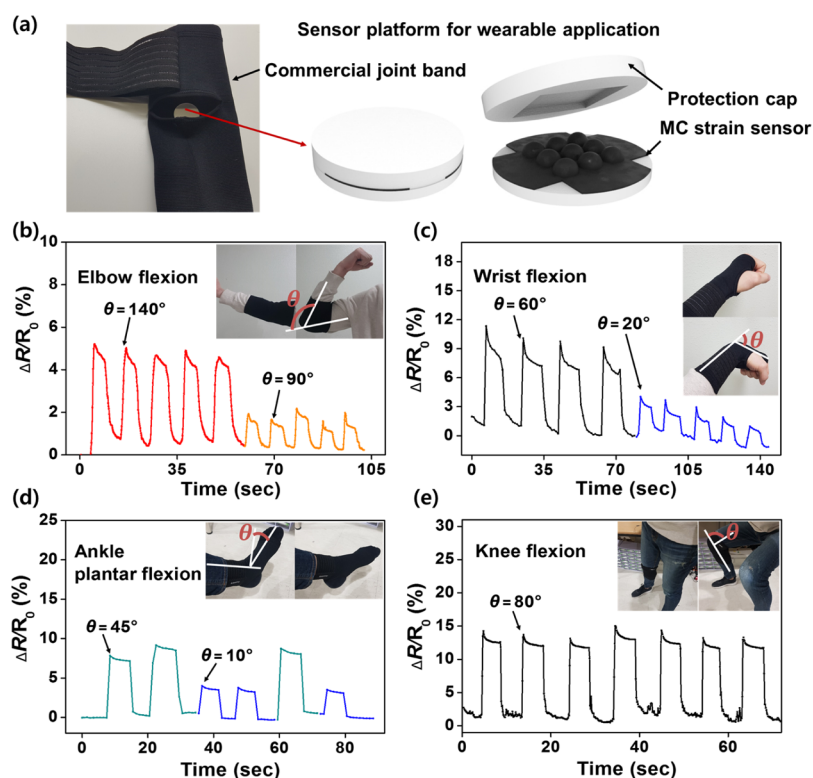 (a)
Sensor platform for wearable application
Commercial joint band
Protection cap
MC strain sensor
(b)
10
8
6
4
2
0
ΔR/R0 (%)
Elbow flexion
θ = 140°
θ = 90°
θ
0 35 70 105
Time (sec)
(c)
18
15
12
9
6
3
0
ΔR/R0 (%)
Wrist flexion
θ = 60°
θ = 20°
θ
0 35 70 105 140
Time (sec)
(d)
25
20
15
10
5
0
ΔR/R0 (%)
Ankle
plantar flexion
θ = 45°
θ = 10°
θ
0 20 40 60 80
Time (sec)
(e)
30
25
20
15
10
5
0
ΔR/R0 (%)
Knee flexion
θ = 80°
θ
0 20 40 60
Time (sec)